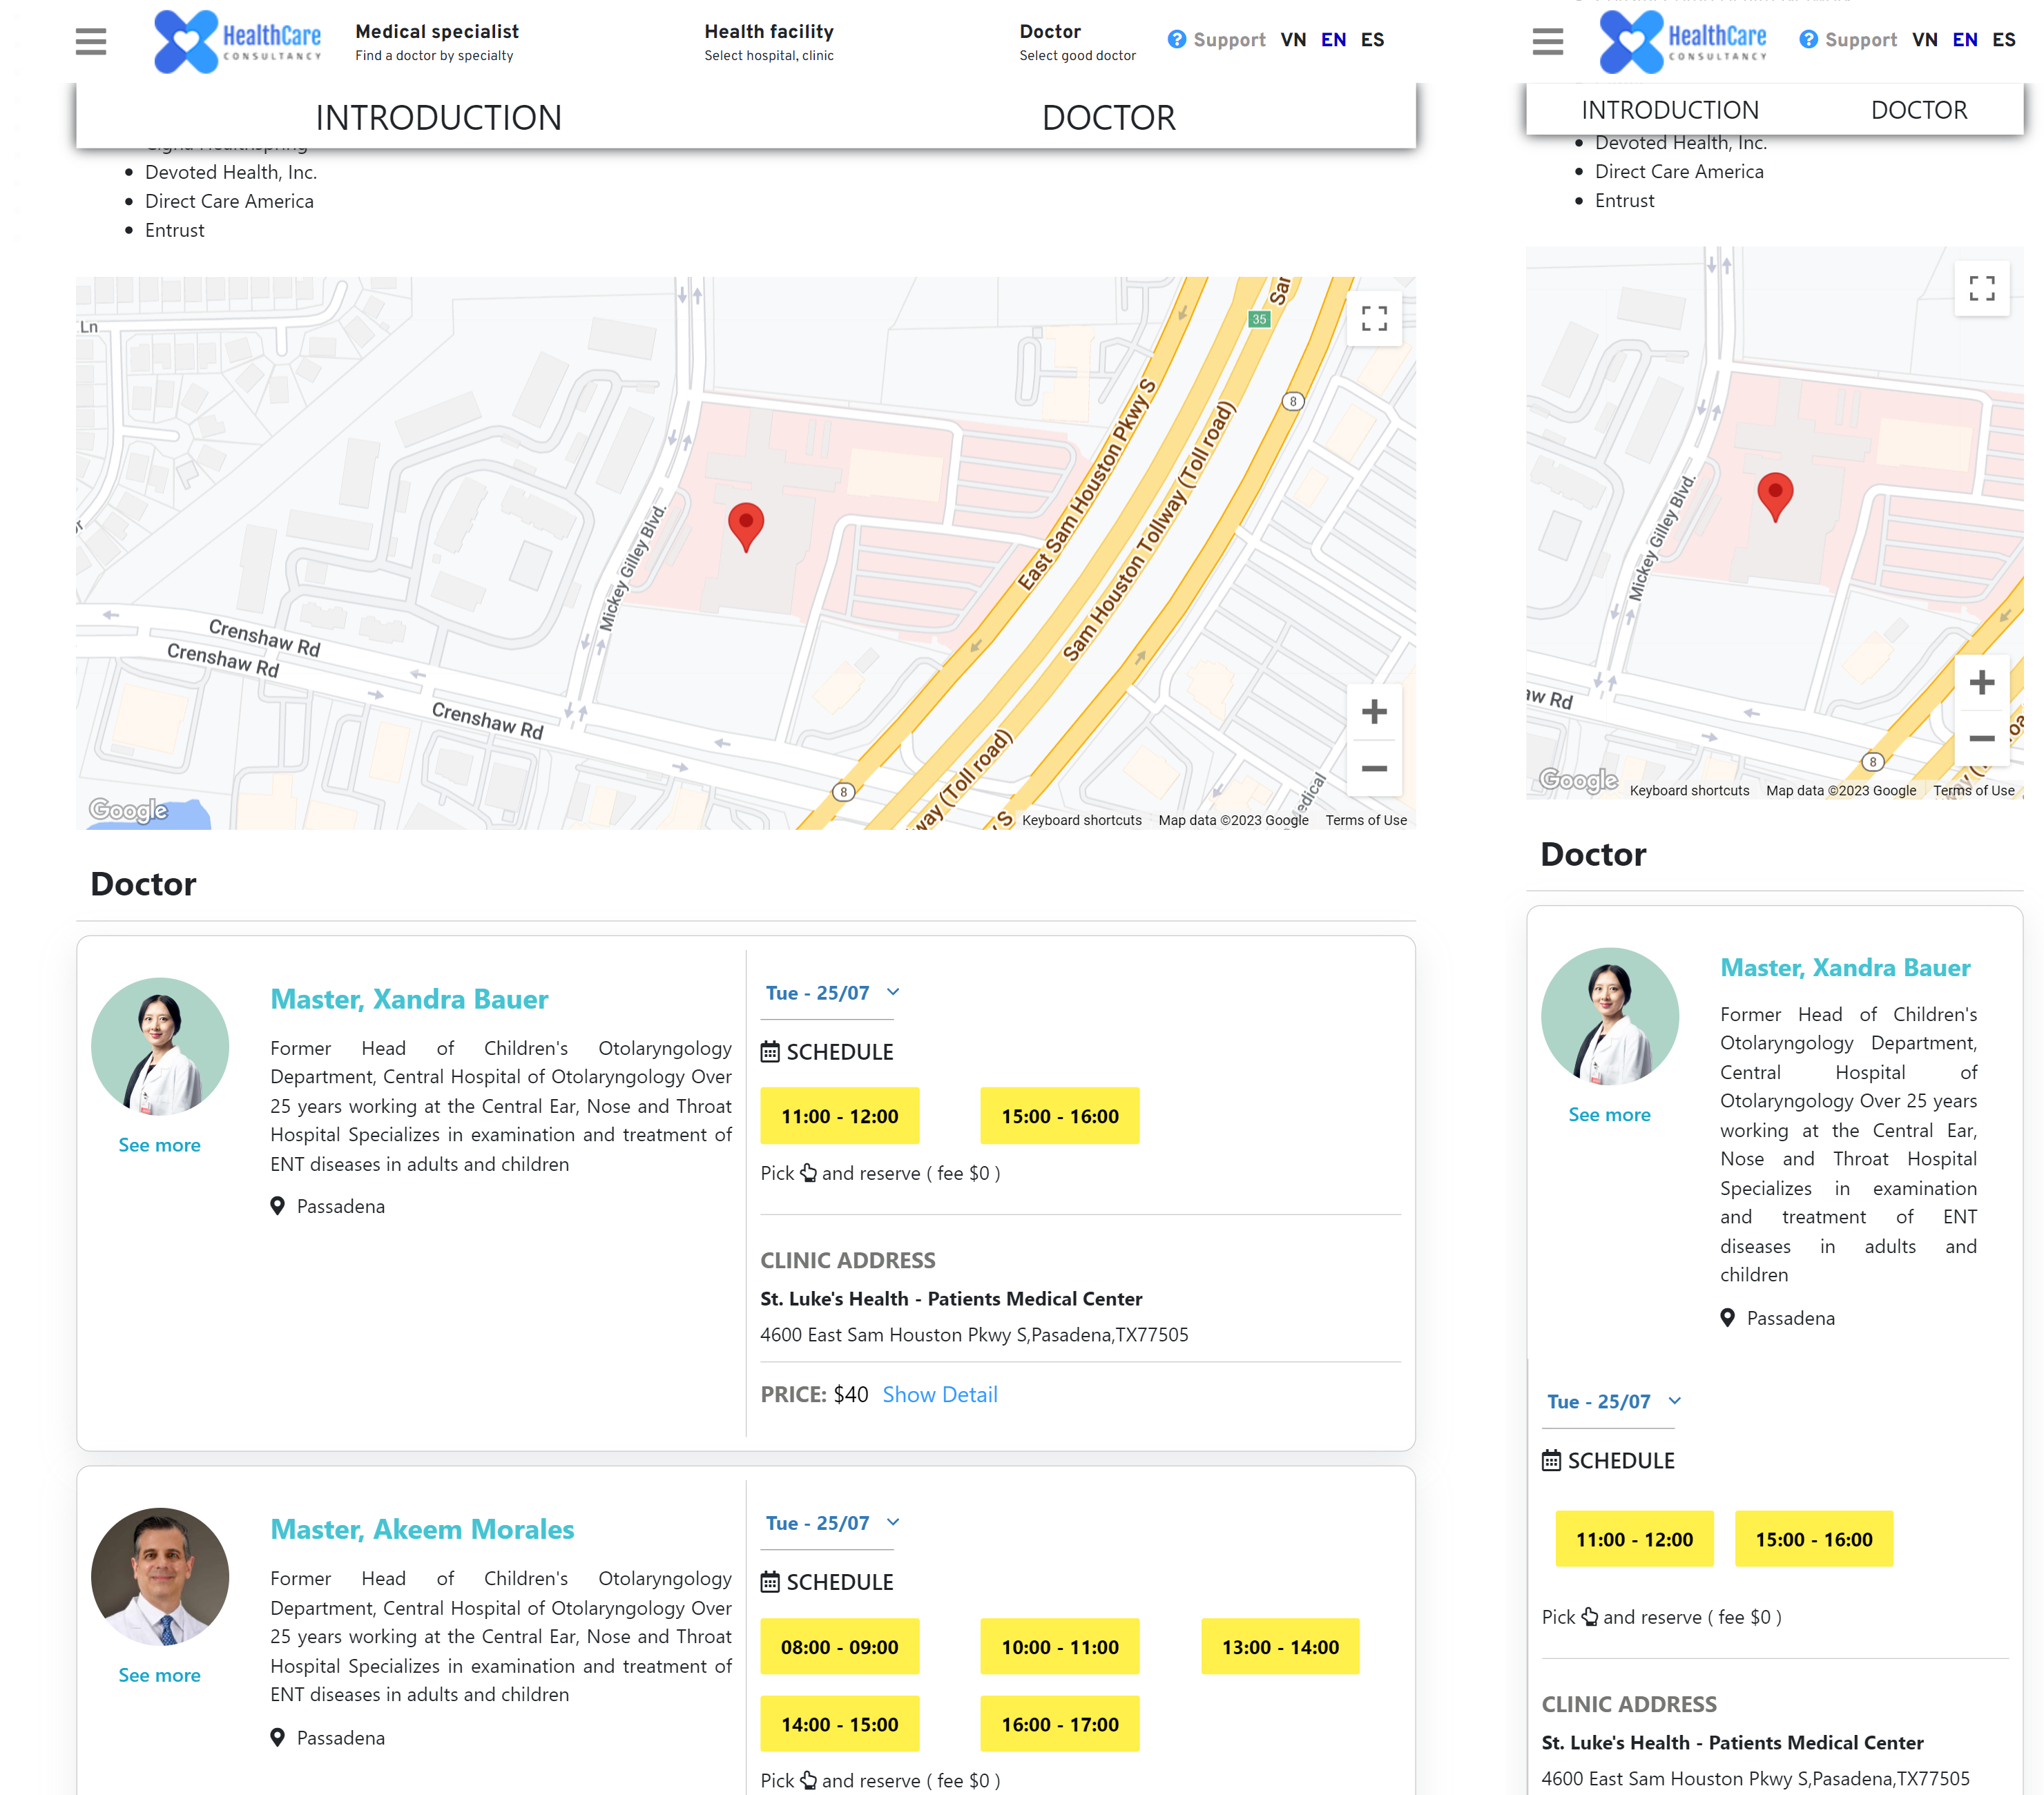 HealthCare
CONSULTANCY
Medical specialist
Find a doctor by specialty
Health facility
Select hospital, clinic
Doctor
Select good doctor
Support VN EN ES
INTRODUCTION
DOCTOR
Cigna Healthspring
Devoted Health, Inc.
Direct Care America
Entrust
Ln
35
8
East Sam Houston Pkwy S
Sam Houston Tollway (Toll road)
Mickey Gilley Blvd.
Crenshaw Rd
Crenshaw Rd
Crenshaw Rd
8
way (Toll road)
Google
Keyboard shortcuts
Map data ©2023 Google
Terms of Use
Doctor
Master, Xandra Bauer
Former Head of Children's Otolaryngology
Department, Central Hospital of Otolaryngology Over
25 years working at the Central Ear, Nose and Throat
Hospital Specializes in examination and treatment of
ENT diseases in adults and children
Passadena
See more
Tue - 25/07
SCHEDULE
11:00 - 12:00
15:00 - 16:00
Pick and reserve ( fee $0 )
CLINIC ADDRESS
St. Luke's Health - Patients Medical Center
4600 East Sam Houston Pkwy S,Pasadena,TX77505
PRICE: $40 Show Detail
Master, Akeem Morales
Former Head of Children's Otolaryngology
Department, Central Hospital of Otolaryngology Over
25 years working at the Central Ear, Nose and Throat
Hospital Specializes in examination and treatment of
ENT diseases in adults and children
Passadena
See more
Tue - 25/07
SCHEDULE
08:00 - 09:00
10:00 - 11:00
13:00 - 14:00
14:00 - 15:00
16:00 - 17:00
Pick and reserve ( fee $0 )
HealthCare
CONSULTANCY
Support VN EN ES
INTRODUCTION
DOCTOR
Devoted Health, Inc.
Direct Care America
Entrust
Mickey Gilley Blvd.
aw Rd
8
Google
Keyboard shortcuts
Map data ©2023 Google
Terms of Use
Doctor
Master, Xandra Bauer
Former Head of Children's
Otolaryngology Department,
Central Hospital of
Otolaryngology Over 25 years
working at the Central Ear,
Nose and Throat Hospital
Specializes in examination
and treatment of ENT
diseases in adults and
children
Passadena
See more
Tue - 25/07
SCHEDULE
11:00 - 12:00
15:00 - 16:00
Pick and reserve ( fee $0 )
CLINIC ADDRESS
St. Luke's Health - Patients Medical Center
4600 East Sam Houston Pkwy S,Pasadena,TX77505